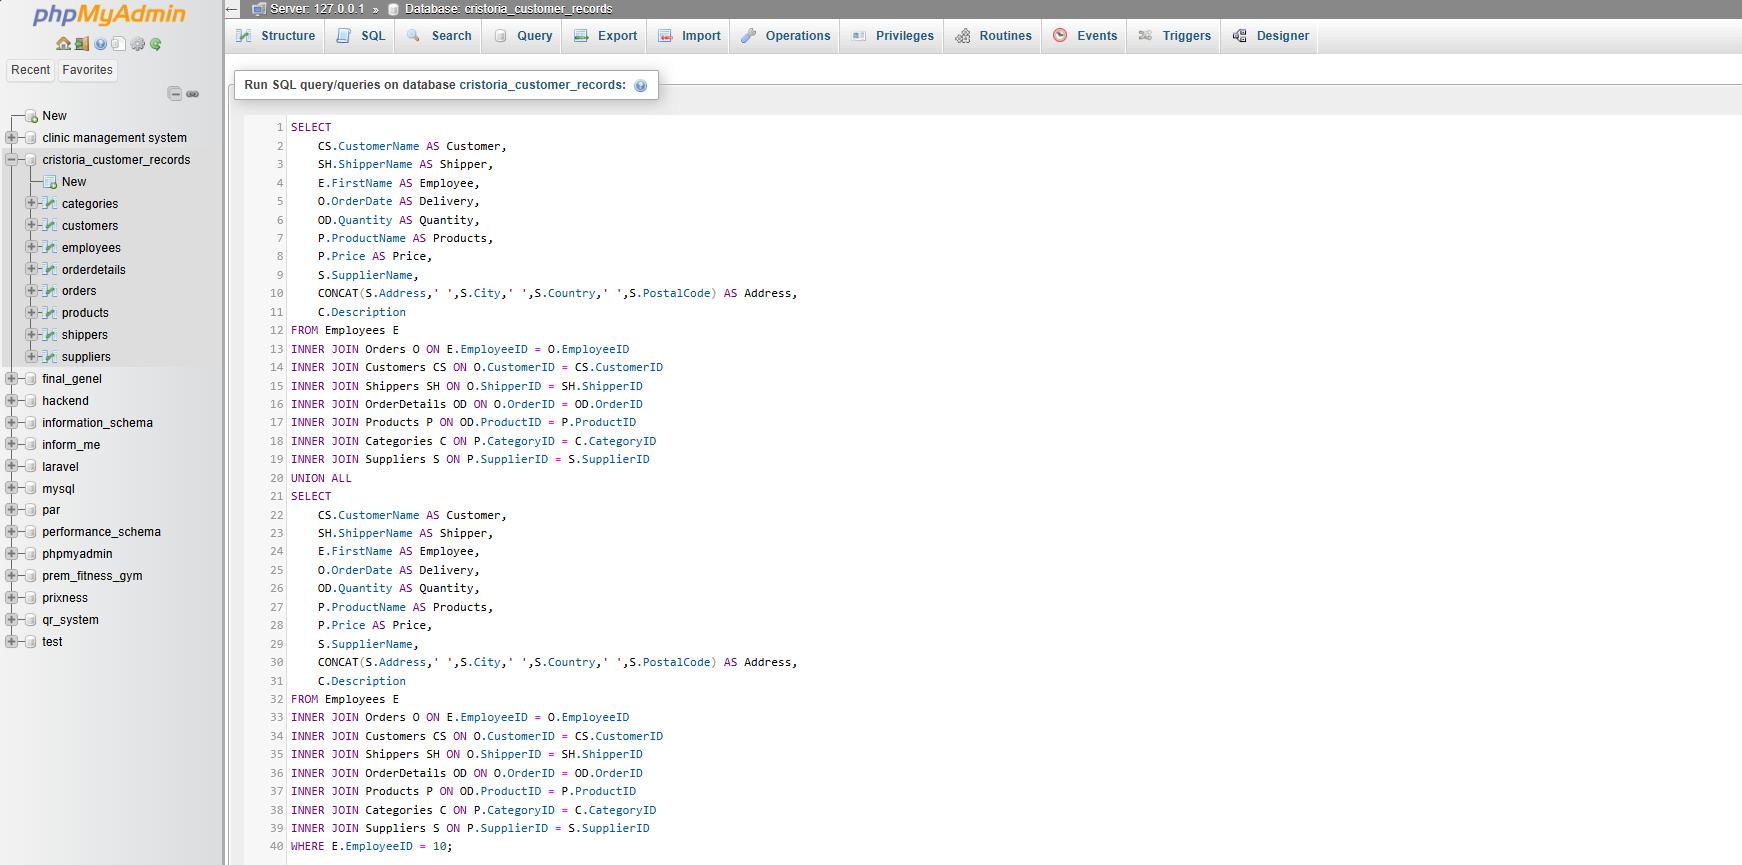 phpMyAdmin
Recent Favorites
New
clinic management system
cristoria_customer_records
New
categories
customers
employees
orderdetails
orders
products
shippers
suppliers
final_genel
hackend
information_schema
inform_me
laravel
mysql
par
performance_schema
phpmyadmin
prem_fitness_gym
prixness
qr_system
test
← Server: 127.0.0.1 » Database: cristoria_customer_records
Structure SQL Search Query Export Import Operations Privileges Routines Events Triggers Designer
Run SQL query/queries on database cristoria_customer_records:
1 SELECT
2 CS.CustomerName AS Customer,
3 SH.ShipperName AS Shipper,
4 E.FirstName AS Employee,
5 O.OrderDate AS Delivery,
6 OD.Quantity AS Quantity,
7 P.ProductName AS Products,
8 P.Price AS Price,
9 S.SupplierName,
10 CONCAT(S.Address,' ',S.City,' ',S.Country,' ',S.PostalCode) AS Address,
11 C.Description
12 FROM Employees E
13 INNER JOIN Orders O ON E.EmployeeID = O.EmployeeID
14 INNER JOIN Customers CS ON O.CustomerID = CS.CustomerID
15 INNER JOIN Shippers SH ON O.ShipperID = SH.ShipperID
16 INNER JOIN OrderDetails OD ON O.OrderID = OD.OrderID
17 INNER JOIN Products P ON OD.ProductID = P.ProductID
18 INNER JOIN Categories C ON P.CategoryID = C.CategoryID
19 INNER JOIN Suppliers S ON P.SupplierID = S.SupplierID
20 UNION ALL
21 SELECT
22 CS.CustomerName AS Customer,
23 SH.ShipperName AS Shipper,
24 E.FirstName AS Employee,
25 O.OrderDate AS Delivery,
26 OD.Quantity AS Quantity,
27 P.ProductName AS Products,
28 P.Price AS Price,
29 S.SupplierName,
30 CONCAT(S.Address,' ',S.City,' ',S.Country,' ',S.PostalCode) AS Address,
31 C.Description
32 FROM Employees E
33 INNER JOIN Orders O ON E.EmployeeID = O.EmployeeID
34 INNER JOIN Customers CS ON O.CustomerID = CS.CustomerID
35 INNER JOIN Shippers SH ON O.ShipperID = SH.ShipperID
36 INNER JOIN OrderDetails OD ON O.OrderID = OD.OrderID
37 INNER JOIN Products P ON OD.ProductID = P.ProductID
38 INNER JOIN Categories C ON P.CategoryID = C.CategoryID
39 INNER JOIN Suppliers S ON P.SupplierID = S.SupplierID
40 WHERE E.EmployeeID = 10;